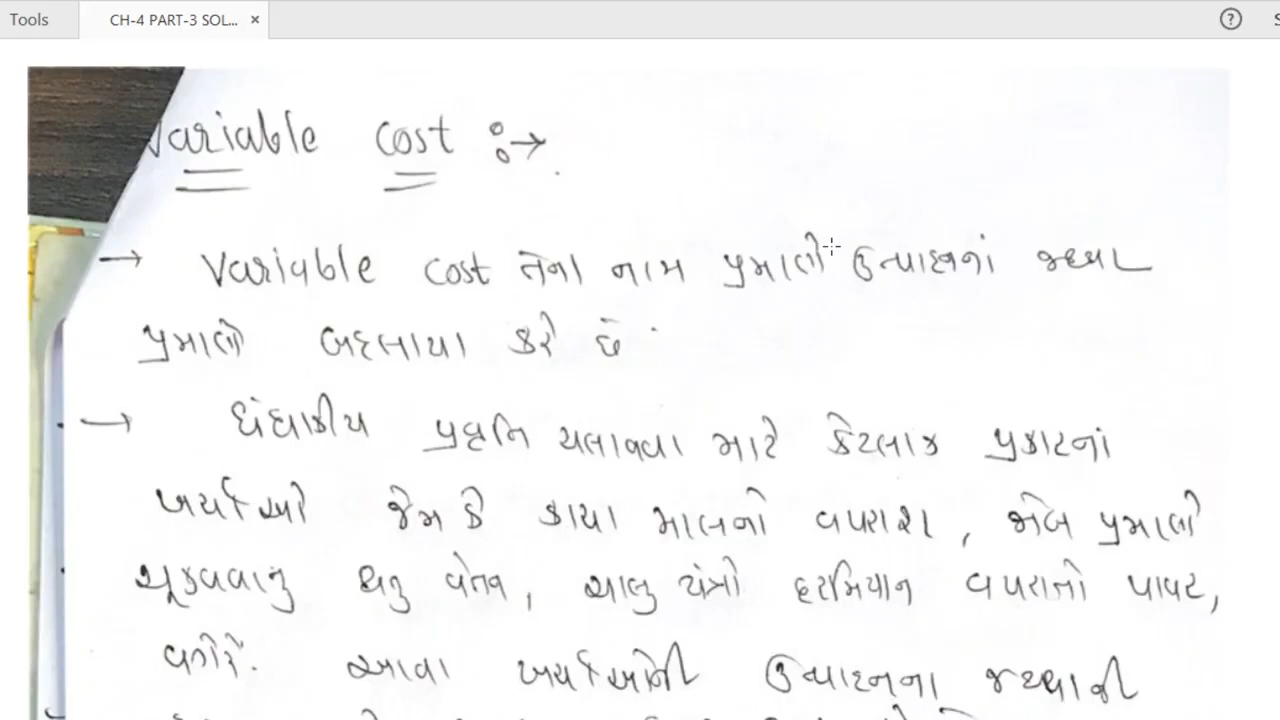 Tools
CH-4 PART-3 SOL... ×
?
Variable cost :→
→ Variable cost તેના નામ પ્રમાણે ઉત્પાદનનાં જથ્થા
પ્રમાણે બદલાયા કરે છે.
→ ધંધાકીય પ્રવૃત્તિ ચલાવવા માટે કેટલાક પ્રકારનાં
ખર્ચાઓ જેમ કે કાચા માલનો વપરાશ, જોબ પ્રમાણે
ચૂકવવાનુ થતુ વેતન, ચાલુ યંત્રો દરમિયાન વપરાતો પાવર,
વગેરે. આવા ખર્ચાઓની ઉત્પાદનના જથ્થાની